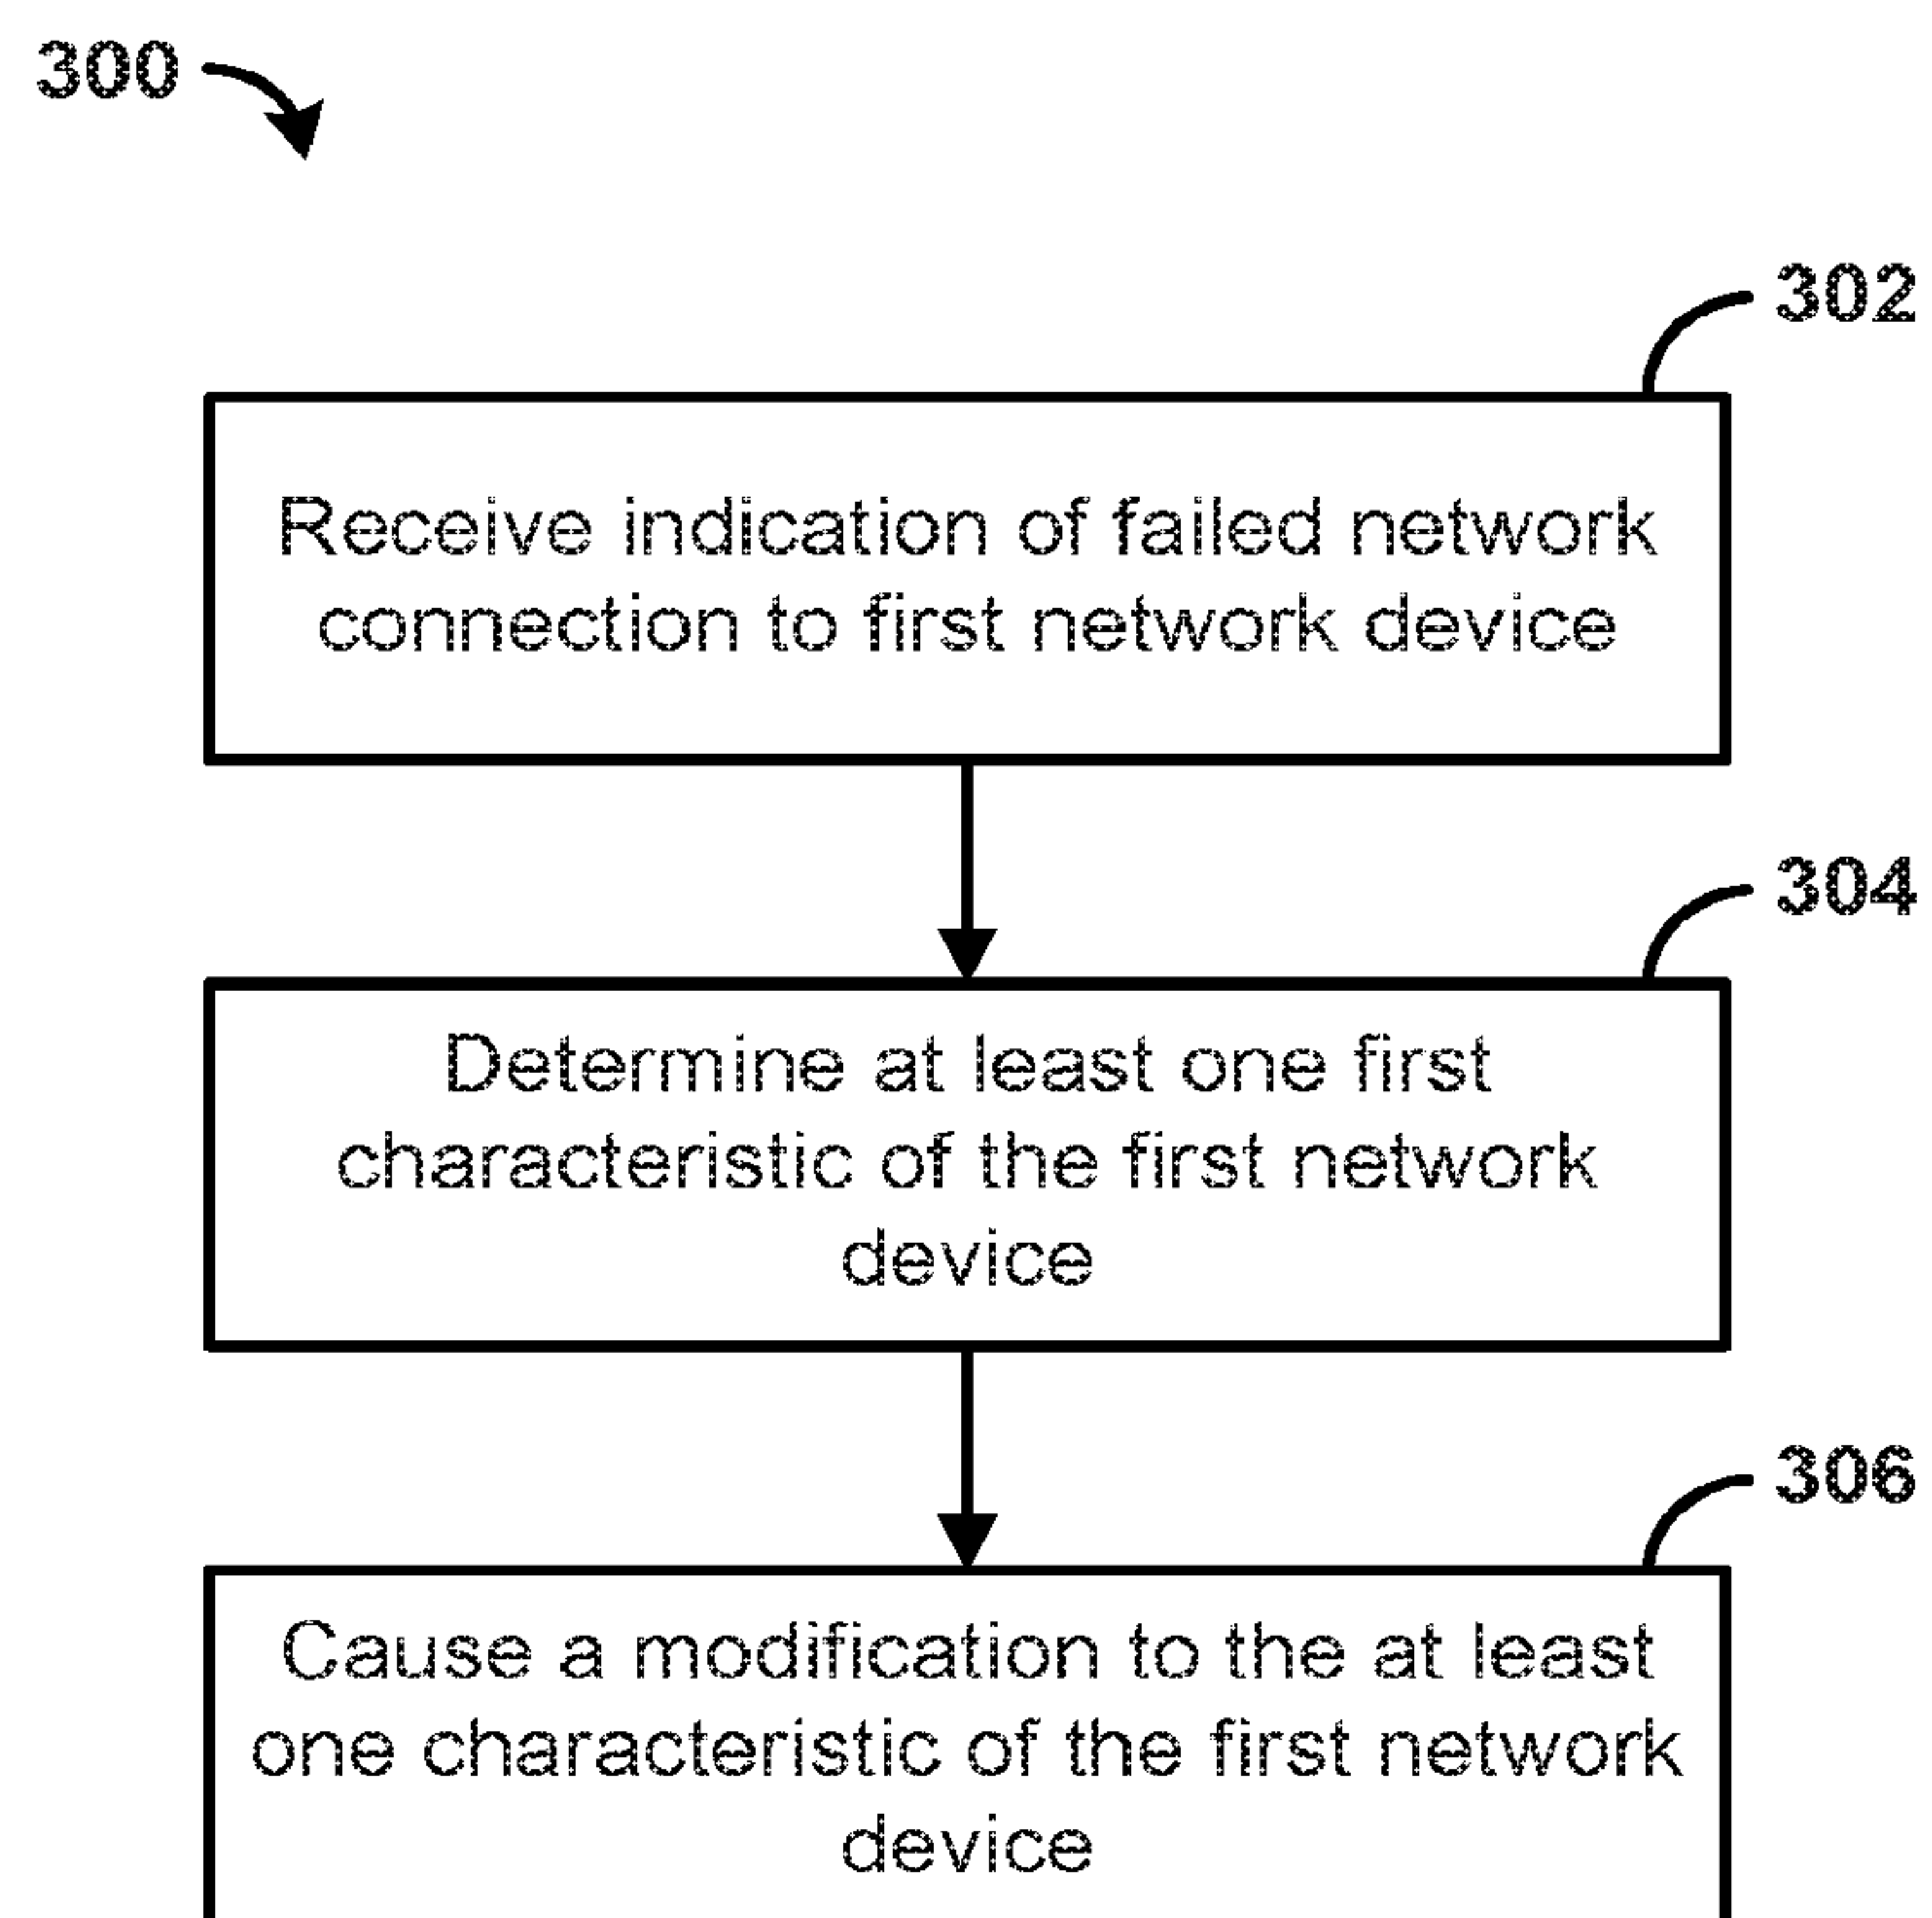 300
302
Receive indication of failed network
connection to first network device
304
Determine at least one first
characteristic of the first network
device
306
Cause a modification to the at least
one characteristic of the first network
device